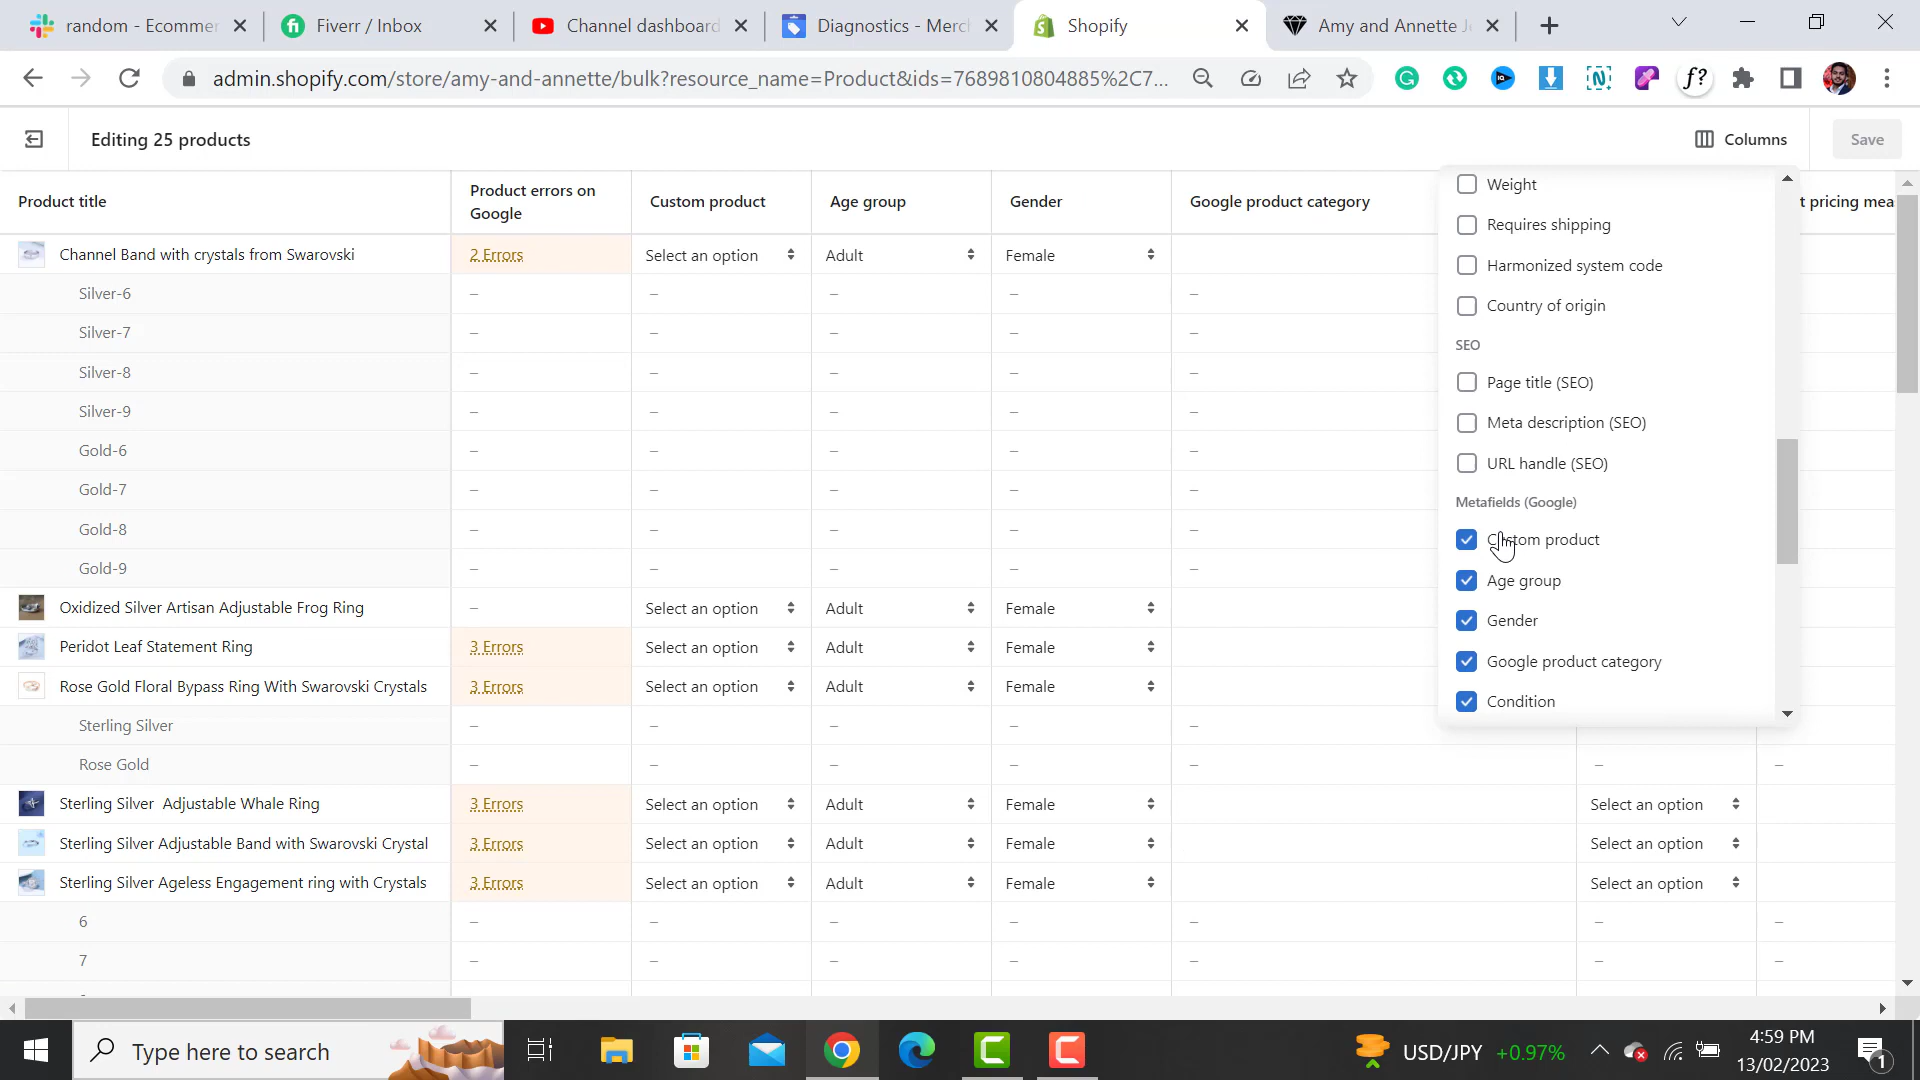 random - Ecommer
Fiverr / Inbox
Channel dashboard
Diagnostics - Merch
Shopify
Amy and Annette Je
admin.shopify.com/store/amy-and-annette/bulk?resource_name=Product&ids=7689810804885%2C7...
Editing 25 products
Columns
Save
Product title
Product errors on
Google
Custom product
Age group
Gender
Google product category
t pricing mea
Channel Band with crystals from Swarovski
2 Errors
Select an option
Adult
Female
Silver-6
–
–
–
–
–
Silver-7
–
–
–
–
–
Silver-8
–
–
–
–
–
Silver-9
–
–
–
–
–
Gold-6
–
–
–
–
–
Gold-7
–
–
–
–
–
Gold-8
–
–
–
–
–
Gold-9
–
–
–
–
–
Oxidized Silver Artisan Adjustable Frog Ring
–
Select an option
Adult
Female
Peridot Leaf Statement Ring
3 Errors
Select an option
Adult
Female
Rose Gold Floral Bypass Ring With Swarovski Crystals
3 Errors
Select an option
Adult
Female
Sterling Silver
–
–
–
–
–
Rose Gold
–
–
–
–
–
–
–
Sterling Silver Adjustable Whale Ring
3 Errors
Select an option
Adult
Female
Select an option
Sterling Silver Adjustable Band with Swarovski Crystal
3 Errors
Select an option
Adult
Female
Select an option
Sterling Silver Ageless Engagement ring with Crystals
3 Errors
Select an option
Adult
Female
Select an option
6
–
–
–
–
–
–
–
7
–
–
–
–
–
–
–
Weight
Requires shipping
Harmonized system code
Country of origin
SEO
Page title (SEO)
Meta description (SEO)
URL handle (SEO)
Metafields (Google)
Custom product
Age group
Gender
Google product category
Condition
Type here to search
USD/JPY +0.97%
4:59 PM
13/02/2023
1